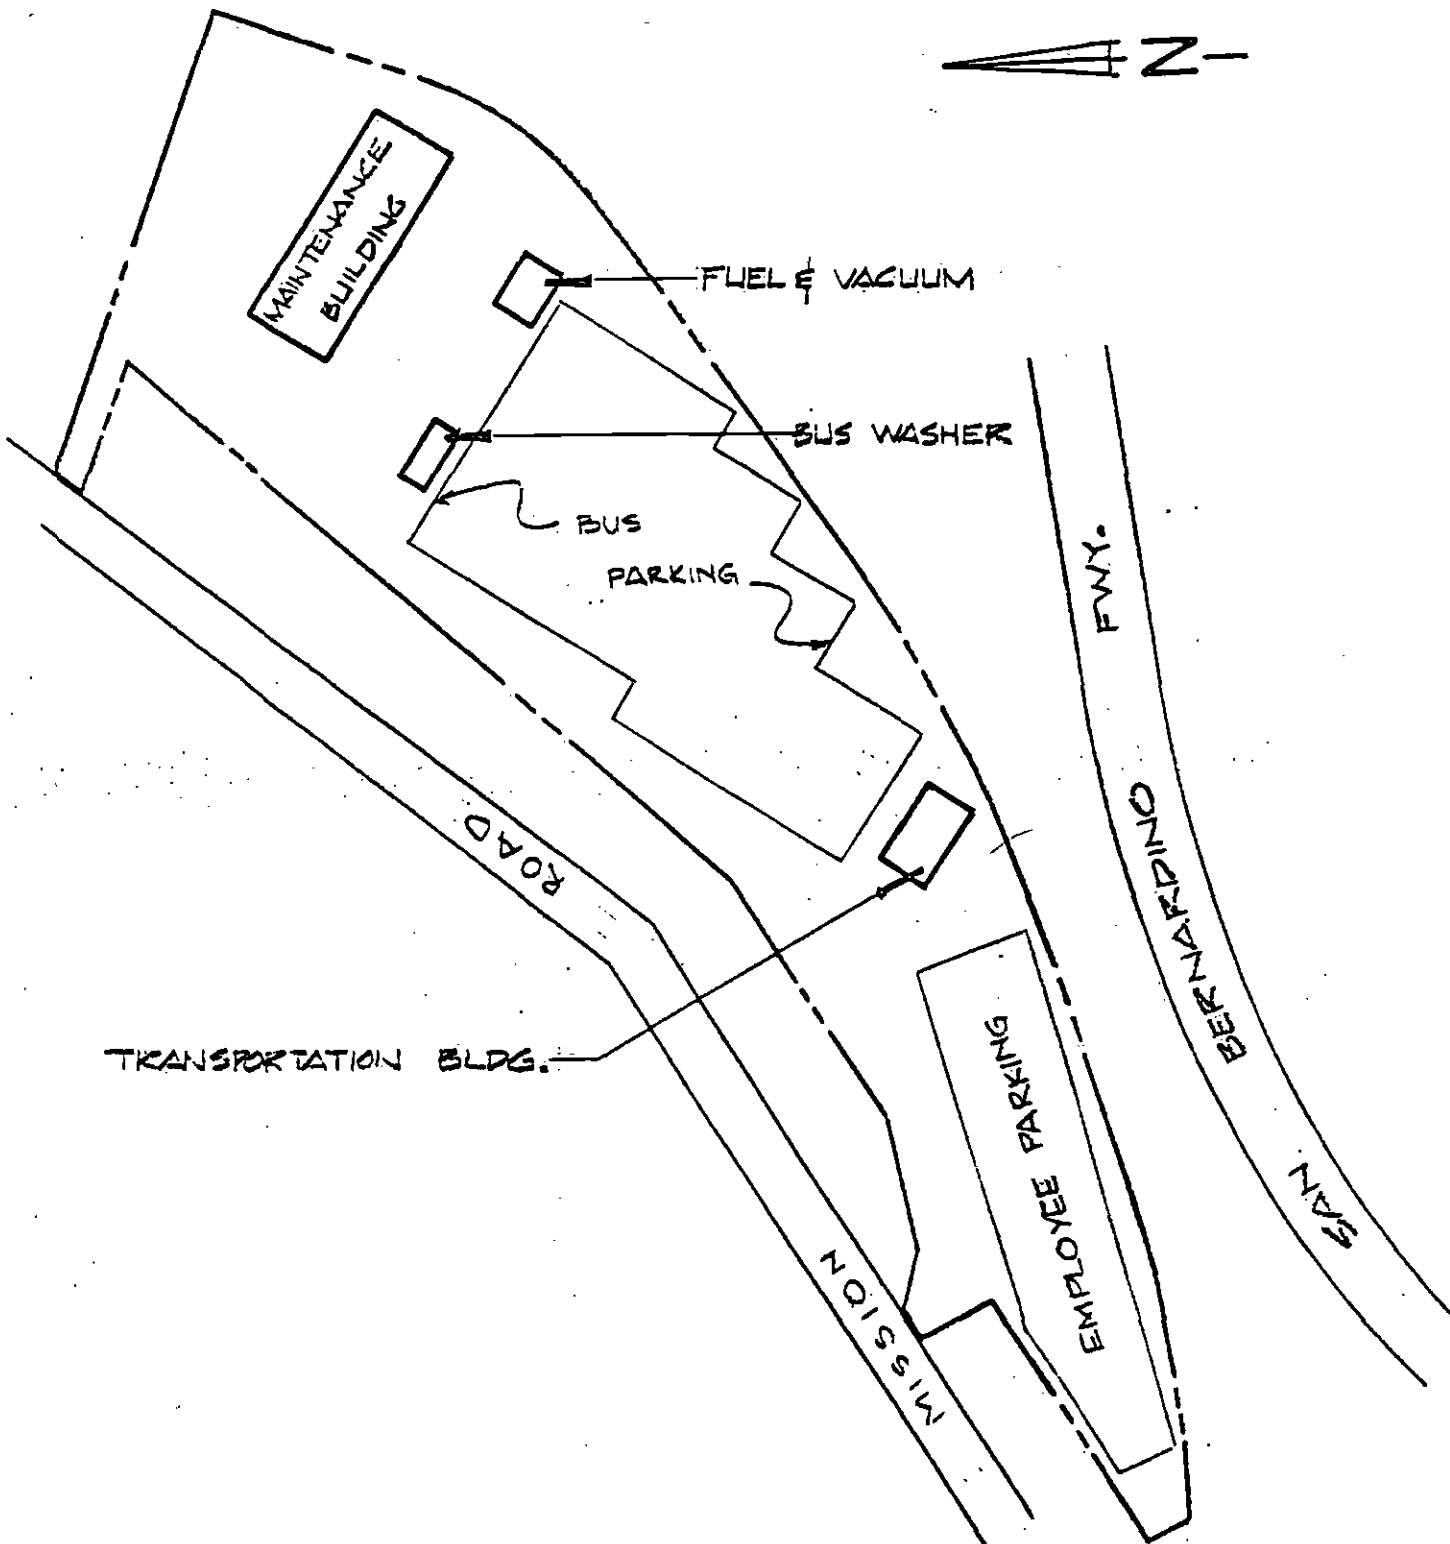 N
MAINTENANCE
BUILDING
FUEL & VACUUM
BUS WASHER
BUS
PARKING
FWY.
ROAD
BERNARDINO
TRANSPORTATION BLDG.
EMPLOYEE PARKING
SAN
MISSION